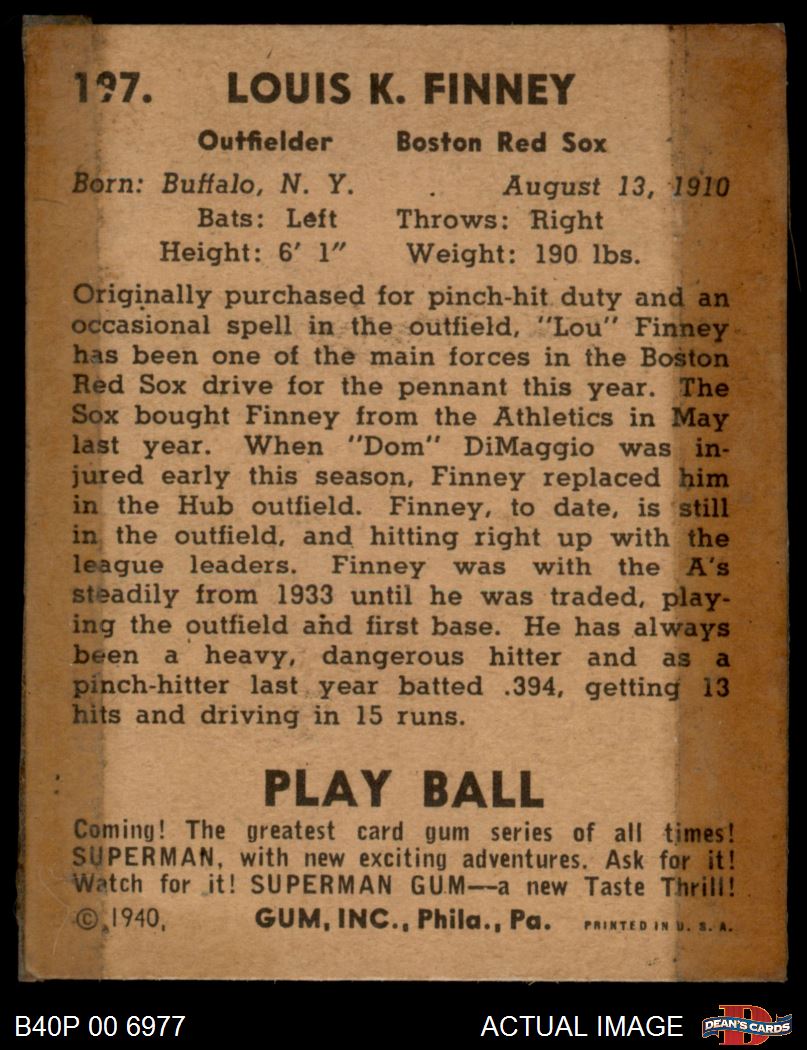 197. LOUIS K. FINNEY
Outfielder Boston Red Sox
Born: Buffalo, N. Y. August 13, 1910
Bats: Left Throws: Right
Height: 6' 1" Weight: 190 lbs.
Originally purchased for pinch-hit duty and an
occasional spell in the outfield, "Lou" Finney
has been one of the main forces in the Boston
Red Sox drive for the pennant this year. The
Sox bought Finney from the Athletics in May
last year. When "Dom" DiMaggio was in-
jured early this season, Finney replaced him
in the Hub outfield. Finney, to date, is still
in the outfield, and hitting right up with the
league leaders. Finney was with the A's
steadily from 1933 until he was traded, play-
ing the outfield and first base. He has always
been a heavy, dangerous hitter and as a
pinch-hitter last year batted .394, getting 13
hits and driving in 15 runs.
PLAY BALL
Coming! The greatest card gum series of all times!
SUPERMAN, with new exciting adventures. Ask for it!
Watch for it! SUPERMAN GUM—a new Taste Thrill!
© 1940, GUM, INC., Phila., Pa. PRINTED IN U. S. A.
B40P 00 6977 ACTUAL IMAGE DEAN'S CARDS